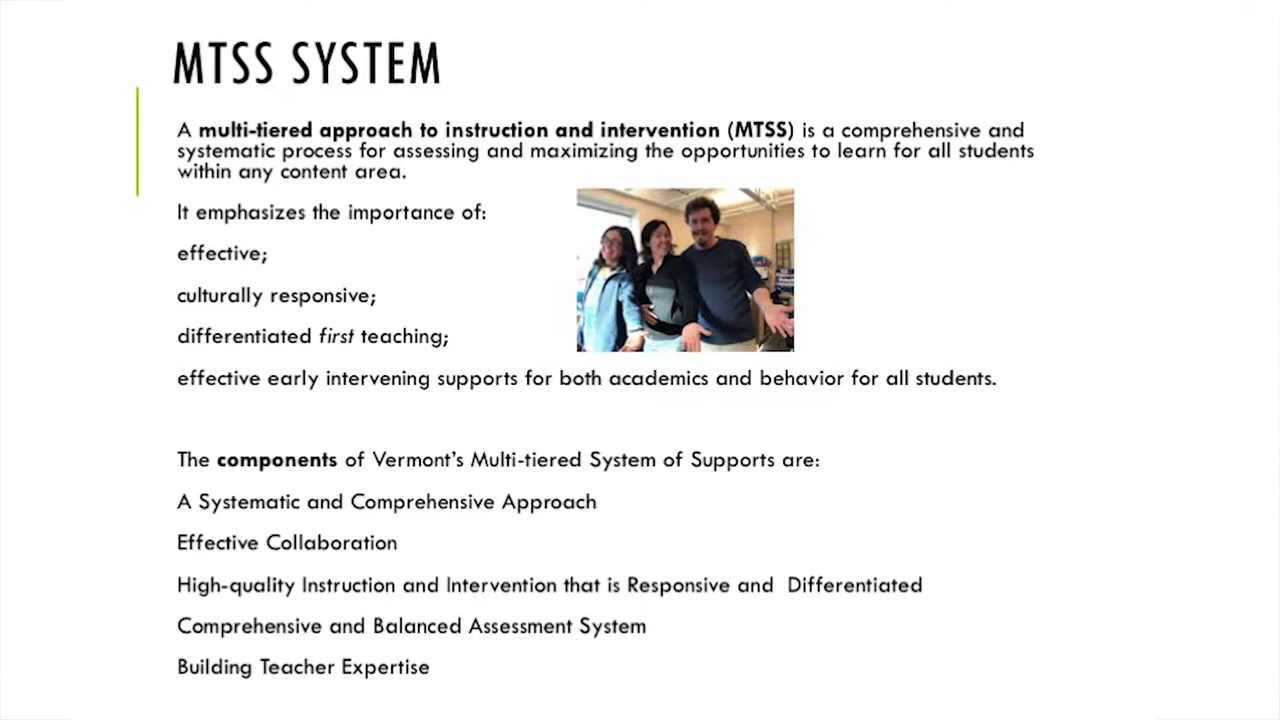 MTSS SYSTEM
A multi-tiered approach to instruction and intervention (MTSS) is a comprehensive and
systematic process for assessing and maximizing the opportunities to learn for all students
within any content area.
It emphasizes the importance of:
effective;
culturally responsive;
differentiated first teaching;
effective early intervening supports for both academics and behavior for all students.
The components of Vermont's Multi-tiered System of Supports are:
A Systematic and Comprehensive Approach
Effective Collaboration
High-quality Instruction and Intervention that is Responsive and  Differentiated
Comprehensive and Balanced Assessment System
Building Teacher Expertise